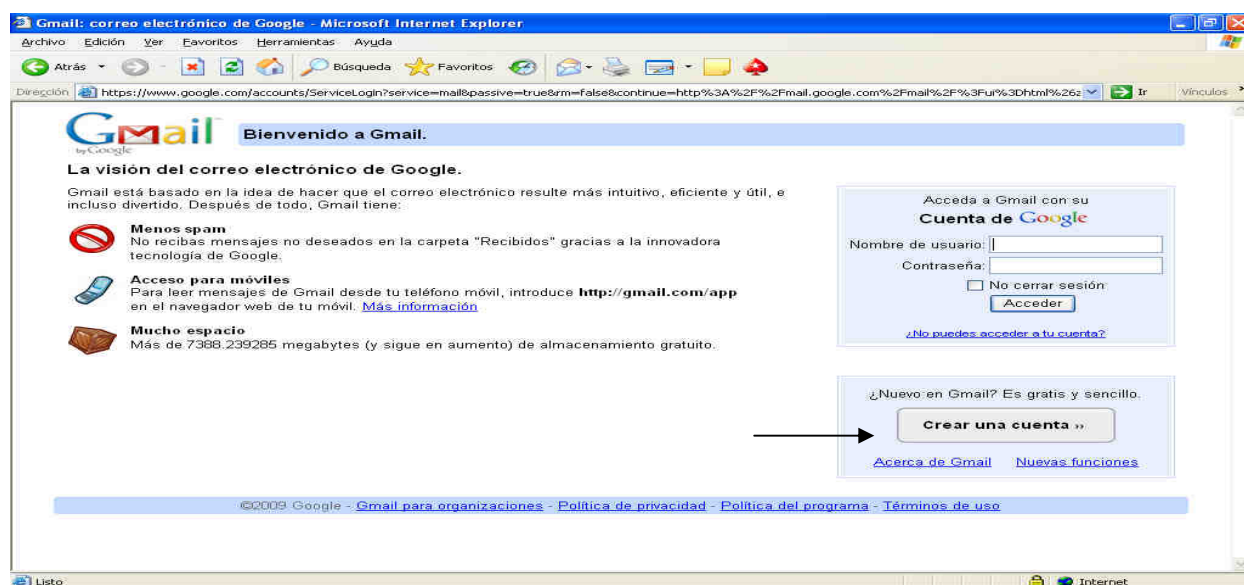 Gmail: correo electrónico de Google - Microsoft Internet Explorer
Archivo Edición Ver Favoritos Herramientas Ayuda
Atrás Búsqueda Favoritos
Dirección https://www.google.com/accounts/ServiceLogin?service=mail&passive=true&rm=false&continue=http%3A%2F%2Fmail.google.com%2Fmail%2F%3Fui%3Dhtml%26z Ir Vínculos »
Gmail
by Google
Bienvenido a Gmail.
La visión del correo electrónico de Google.
Gmail está basado en la idea de hacer que el correo electrónico resulte más intuitivo, eficiente y útil, e
incluso divertido. Después de todo, Gmail tiene:
Menos spam
No recibas mensajes no deseados en la carpeta "Recibidos" gracias a la innovadora
tecnología de Google.
Acceso para móviles
Para leer mensajes de Gmail desde tu teléfono móvil, introduce http://gmail.com/app
en el navegador web de tu móvil. Más información
Mucho espacio
Más de 7388.239285 megabytes (y sigue en aumento) de almacenamiento gratuito.
Acceda a Gmail con su
Cuenta de Google
Nombre de usuario:
Contraseña:
No cerrar sesión
Acceder
¿No puedes acceder a tu cuenta?
¿Nuevo en Gmail? Es gratis y sencillo.
Crear una cuenta »
Acerca de Gmail Nuevas funciones
©2009 Google - Gmail para organizaciones - Política de privacidad - Política del programa - Términos de uso
Listo Internet